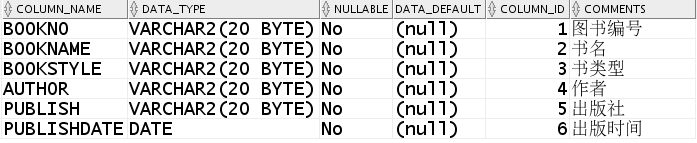 COLUMN_NAME DATA_TYPE NULLABLE DATA_DEFAULT COLUMN_ID COMMENTS
BOOKNO VARCHAR2(20 BYTE) No (null) 1 图书编号
BOOKNAME VARCHAR2(20 BYTE) No (null) 2 书名
BOOKSTYLE VARCHAR2(20 BYTE) No (null) 3 书类型
AUTHOR VARCHAR2(20 BYTE) No (null) 4 作者
PUBLISH VARCHAR2(20 BYTE) No (null) 5 出版社
PUBLISHDATE DATE No (null) 6 出版时间